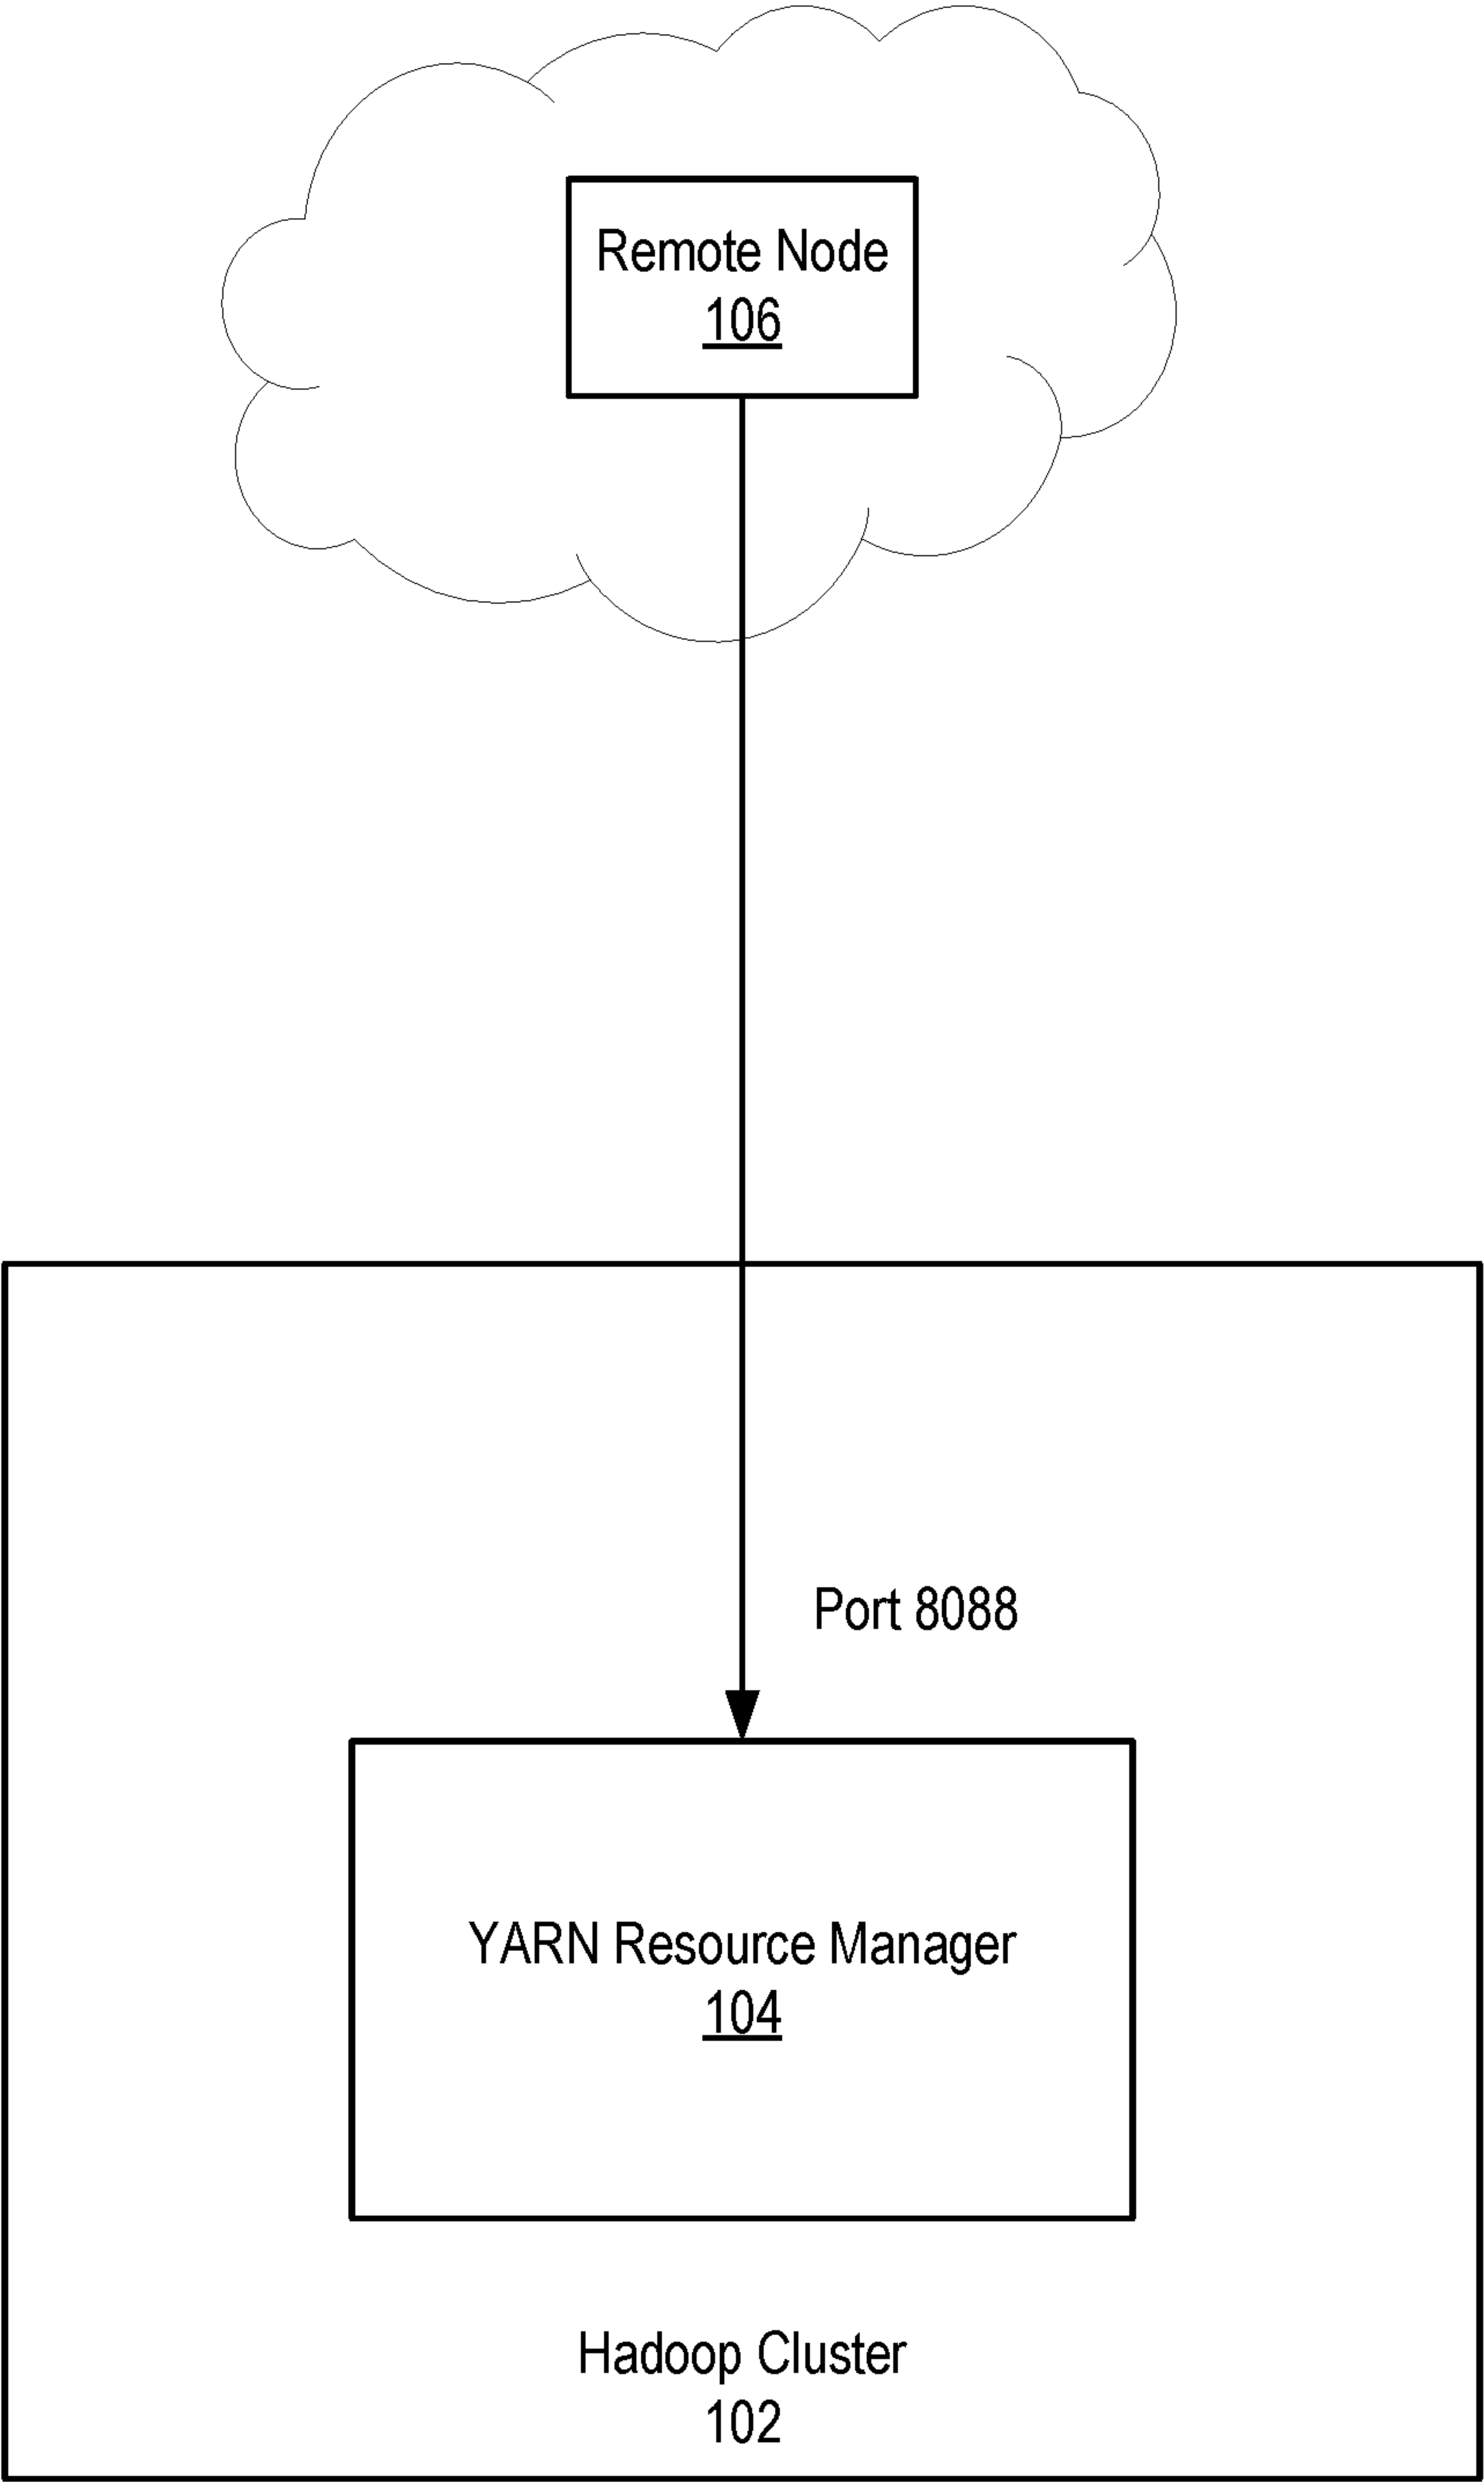 Remote Node
106
Port 8088
YARN Resource Manager
104
Hadoop Cluster
102